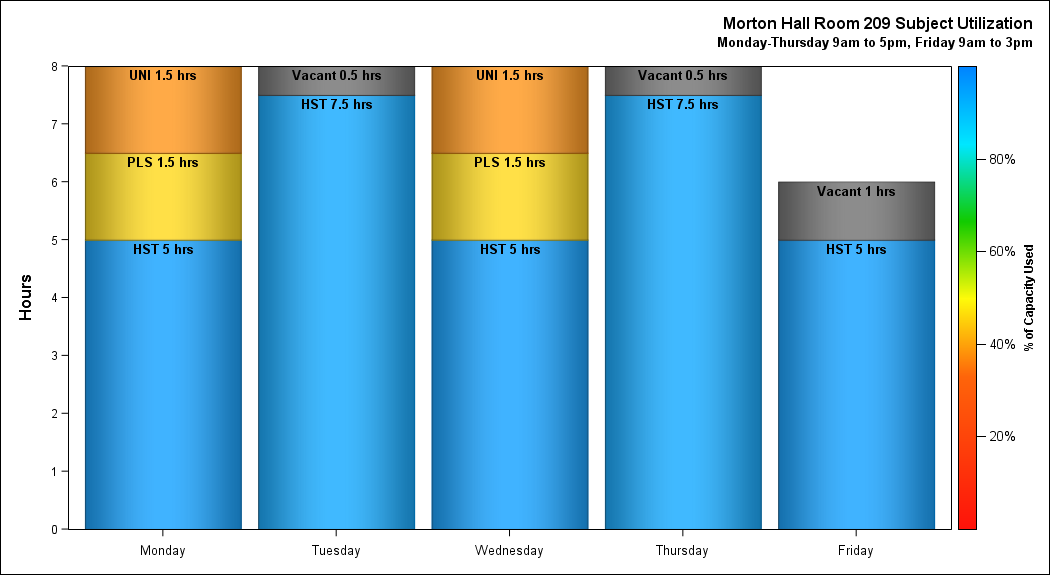 Morton Hall Room 209 Subject Utilization
Monday-Thursday 9am to 5pm, Friday 9am to 3pm
Hours
8
7
6
5
4
3
2
1
0
UNI 1.5 hrs
PLS 1.5 hrs
HST 5 hrs
Vacant 0.5 hrs
HST 7.5 hrs
UNI 1.5 hrs
PLS 1.5 hrs
HST 5 hrs
Vacant 0.5 hrs
HST 7.5 hrs
Vacant 1 hrs
HST 5 hrs
Monday
Tuesday
Wednesday
Thursday
Friday
80%
60%
40%
20%
% of Capacity Used